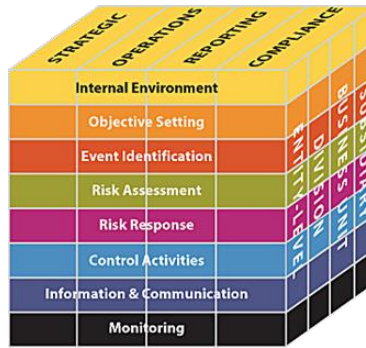 STRATEGIC
OPERATIONS
REPORTING
COMPLIANCE
Internal Environment
Objective Setting
Event Identification
Risk Assessment
Risk Response
Control Activities
Information & Communication
Monitoring
ENTITY-LEVEL
DIVISION
BUSINESS UNIT
SUBSIDIARY